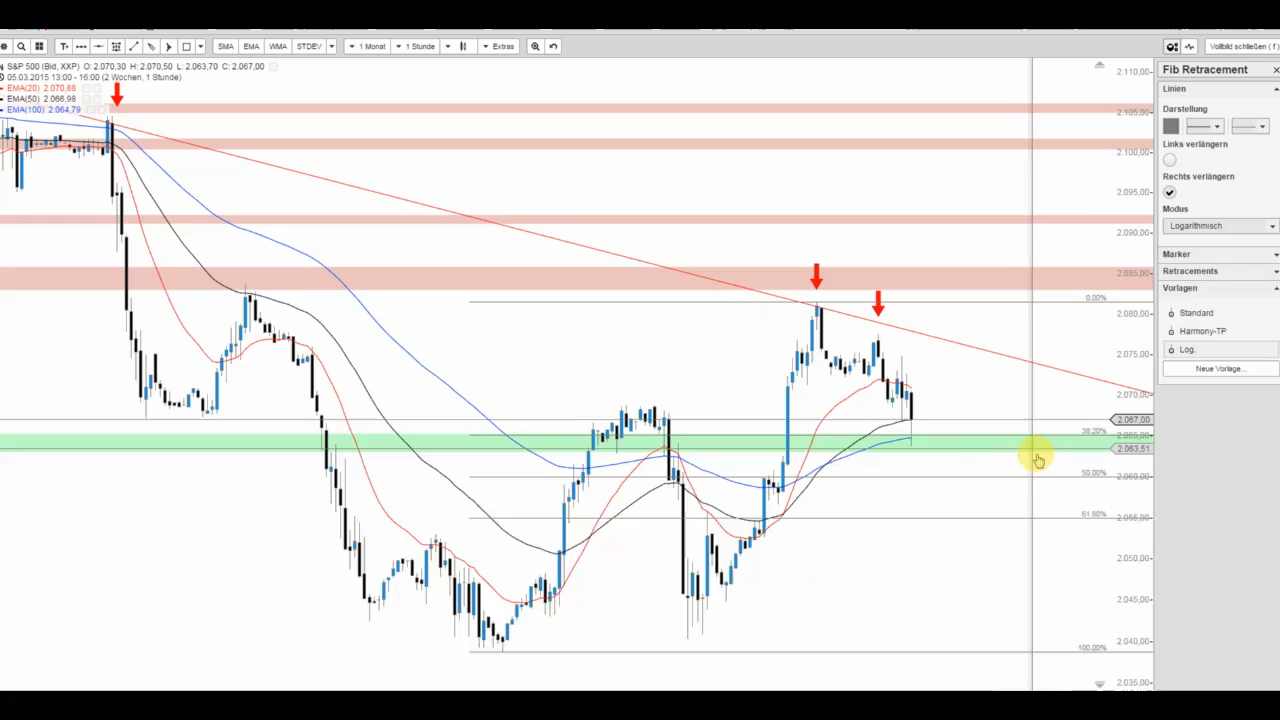 SMA EMA WMA STDEV 1 Monat 1 Stunde Extras Vollbild schließen ( f )
S&P 500 (Bid, XXP) O: 2.070,30 H: 2.070,50 L: 2.063,70 C: 2.067,00
05.03.2015 13:00 - 16:00 (2 Wochen, 1 Stunde)
EMA(20) 2.070,88
EMA(50) 2.066,98
EMA(100) 2.064,79
2.110,00
2.105,00
2.100,00
2.095,00
2.090,00
2.085,00
0.00%
2.080,00
2.075,00
2.070,00
2.067,00
38.20% 2.065,00
2.063,51
50.00% 2.060,00
61.80% 2.055,00
2.050,00
2.045,00
2.040,00
100.00%
2.035,00
Fib Retracement
Linien
Darstellung
Links verlängern
Rechts verlängern
Modus
Logarithmisch
Marker
Retracements
Vorlagen
Standard
Harmony-TP
Log.
Neue Vorlage...